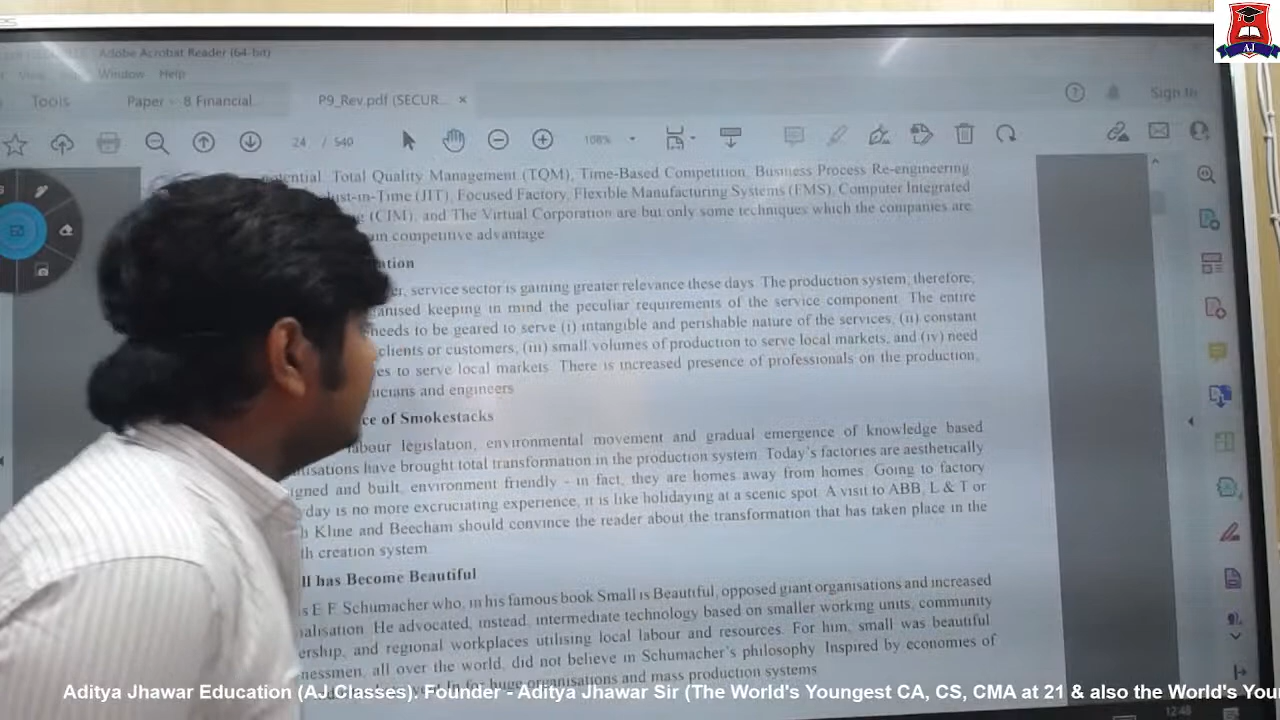 AJ
- Adobe Acrobat Reader (64-bit)
View Window Help
Tools Paper - 8 Financial... P9_Rev.pdf (SECUR... × Sign In
24 / 540 108%
potential Total Quality Management (TQM), Time-Based Competition, Business Process Re-engineering
Just-in-Time (JIT), Focused Factory, Flexible Manufacturing Systems (FMS), Computer Integrated
(CIM), and The Virtual Corporation are but only some techniques which the companies are
competitive advantage
service sector is gaining greater relevance these days The production system, therefore,
keeping in mind the peculiar requirements of the service component The entire
needs to be geared to serve (i) intangible and perishable nature of the services, (ii) constant
clients or customers, (iii) small volumes of production to serve local markets, and (iv) need
to serve local markets There is increased presence of professionals on the production,
and engineers
of Smokestacks
labour legislation, environmental movement and gradual emergence of knowledge based
have brought total transformation in the production system Today's factories are aesthetically
and built, environment friendly - in fact, they are homes away from homes Going to factory
day is no more excruciating experience, it is like holidaying at a scenic spot A visit to ABB, L & T or
Kline and Beecham should convince the reader about the transformation that has taken place in the
creation system
has Become Beautiful
E F Schumacher who, in his famous book Small is Beautiful, opposed giant organisations and increased
He advocated, instead, intermediate technology based on smaller working units, community
and regional workplaces utilising local labour and resources For him, small was beautiful
all over the world, did not believe in Schumacher's philosophy Inspired by economies of
for huge organisations and mass production systems
12:48
Aditya Jhawar Education (AJ Classes). Founder - Aditya Jhawar Sir (The World's Youngest CA, CS, CMA at 21 & also the World's You